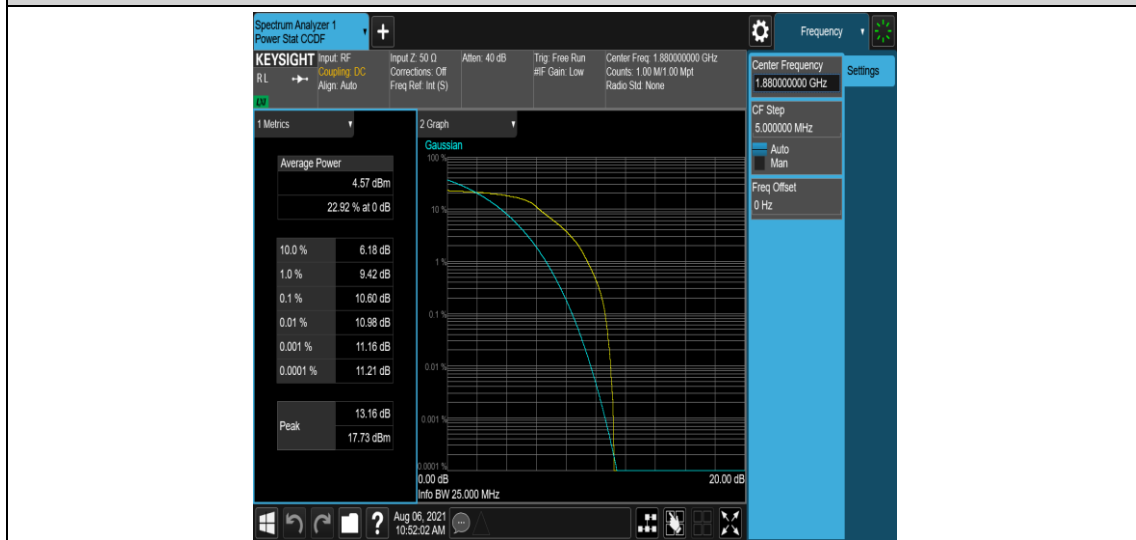 Spectrum Analyzer 1
Power Stat CCDF
+
Frequency
KEYSIGHT
RL
LXI
Input: RF
Coupling: DC
Align: Auto
Input Z: 50 Ω
Corrections: Off
Freq Ref: Int (S)
Atten: 40 dB
Trig: Free Run
#IF Gain: Low
Center Freq: 1.880000000 GHz
Counts: 1.00 M/1.00 Mpt
Radio Std: None
Center Frequency
1.880000000 GHz
Settings
CF Step
5.000000 MHz
Auto
Man
Freq Offset
0 Hz
1 Metrics
Average Power
4.57 dBm
22.92 % at 0 dB
10.0 % 6.18 dB
1.0 % 9.42 dB
0.1 % 10.60 dB
0.01 % 10.98 dB
0.001 % 11.16 dB
0.0001 % 11.21 dB
Peak
13.16 dB
17.73 dBm
2 Graph
Gaussian
100 %
10 %
1 %
0.1 %
0.01 %
0.001 %
0.0001 %
0.00 dB 20.00 dB
Info BW 25.000 MHz
?
Aug 06, 2021
10:52:02 AM